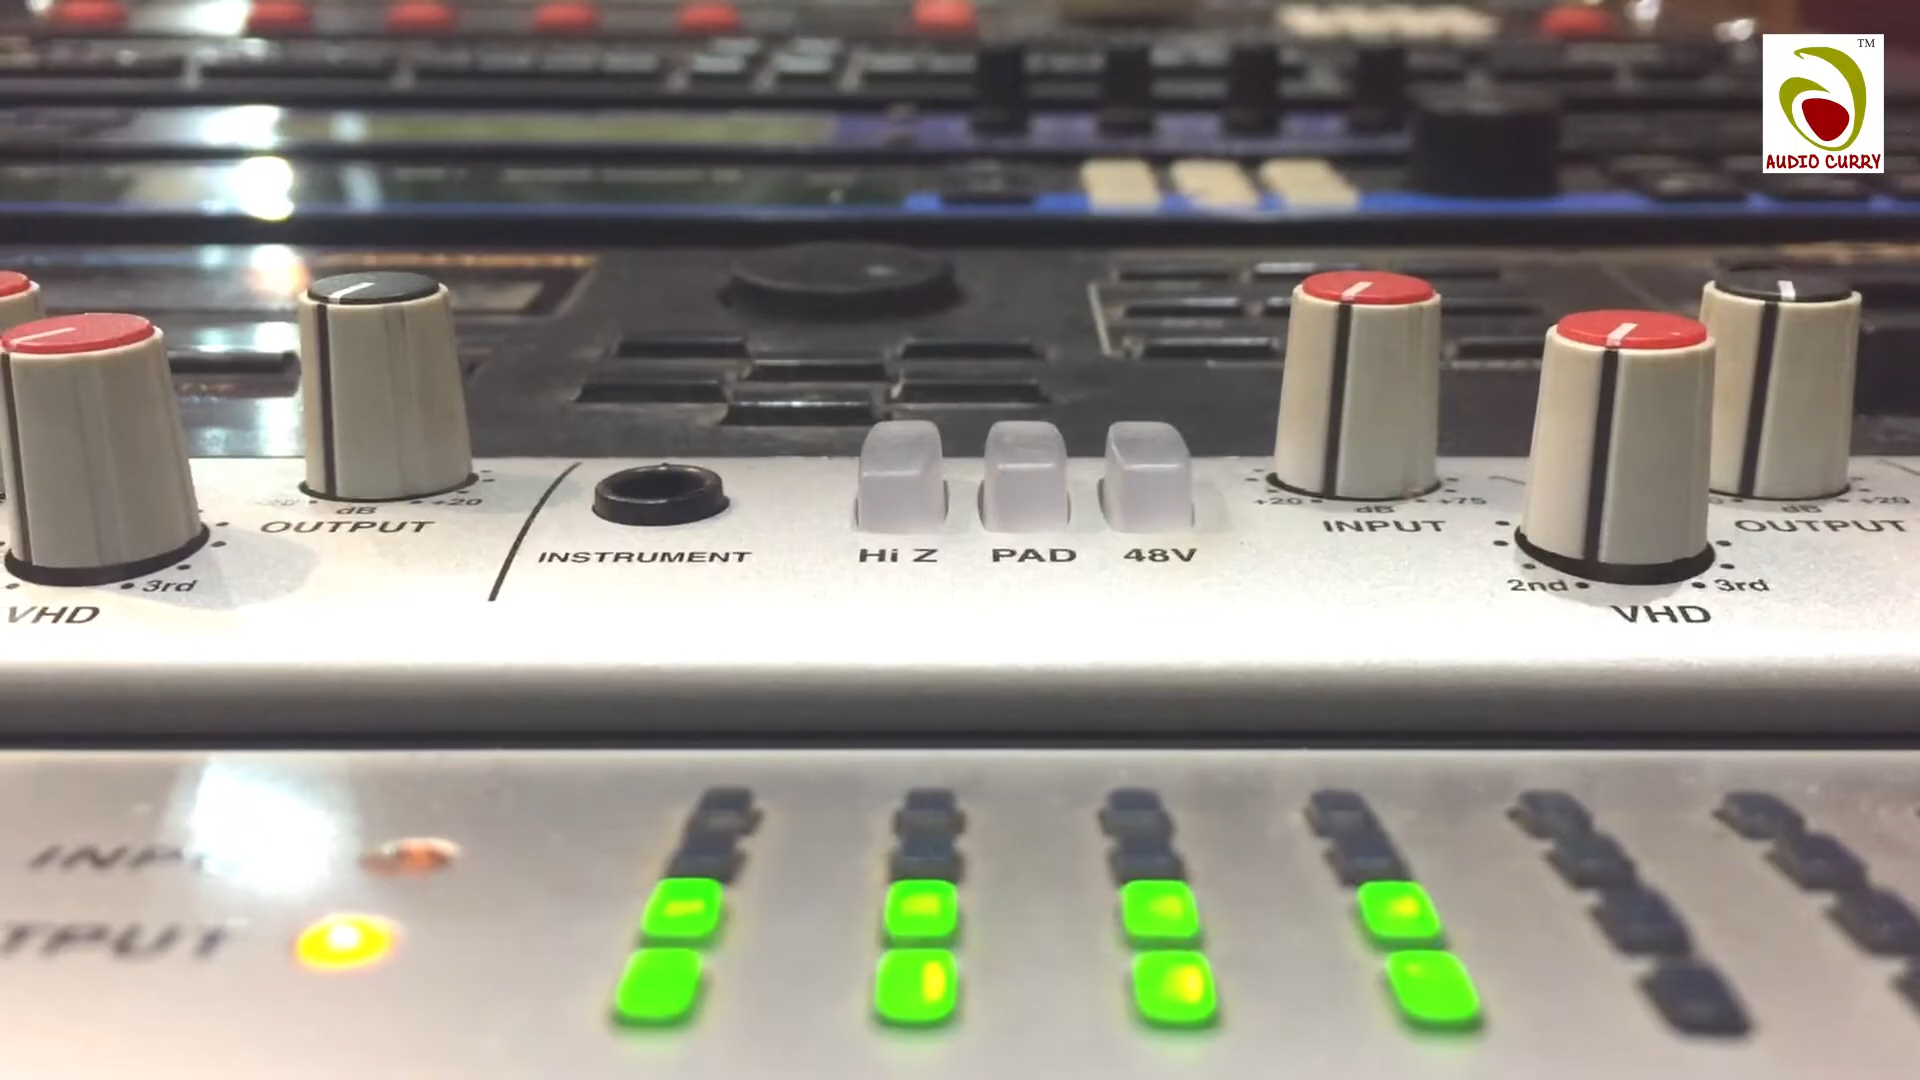 TM
AUDIO CURRY
+20
dB
OUTPUT
3rd
VHD
INSTRUMENT
Hi Z
PAD
48V
+20
+75
dB
INPUT
2nd
3rd
VHD
dB
+20
OUTPUT